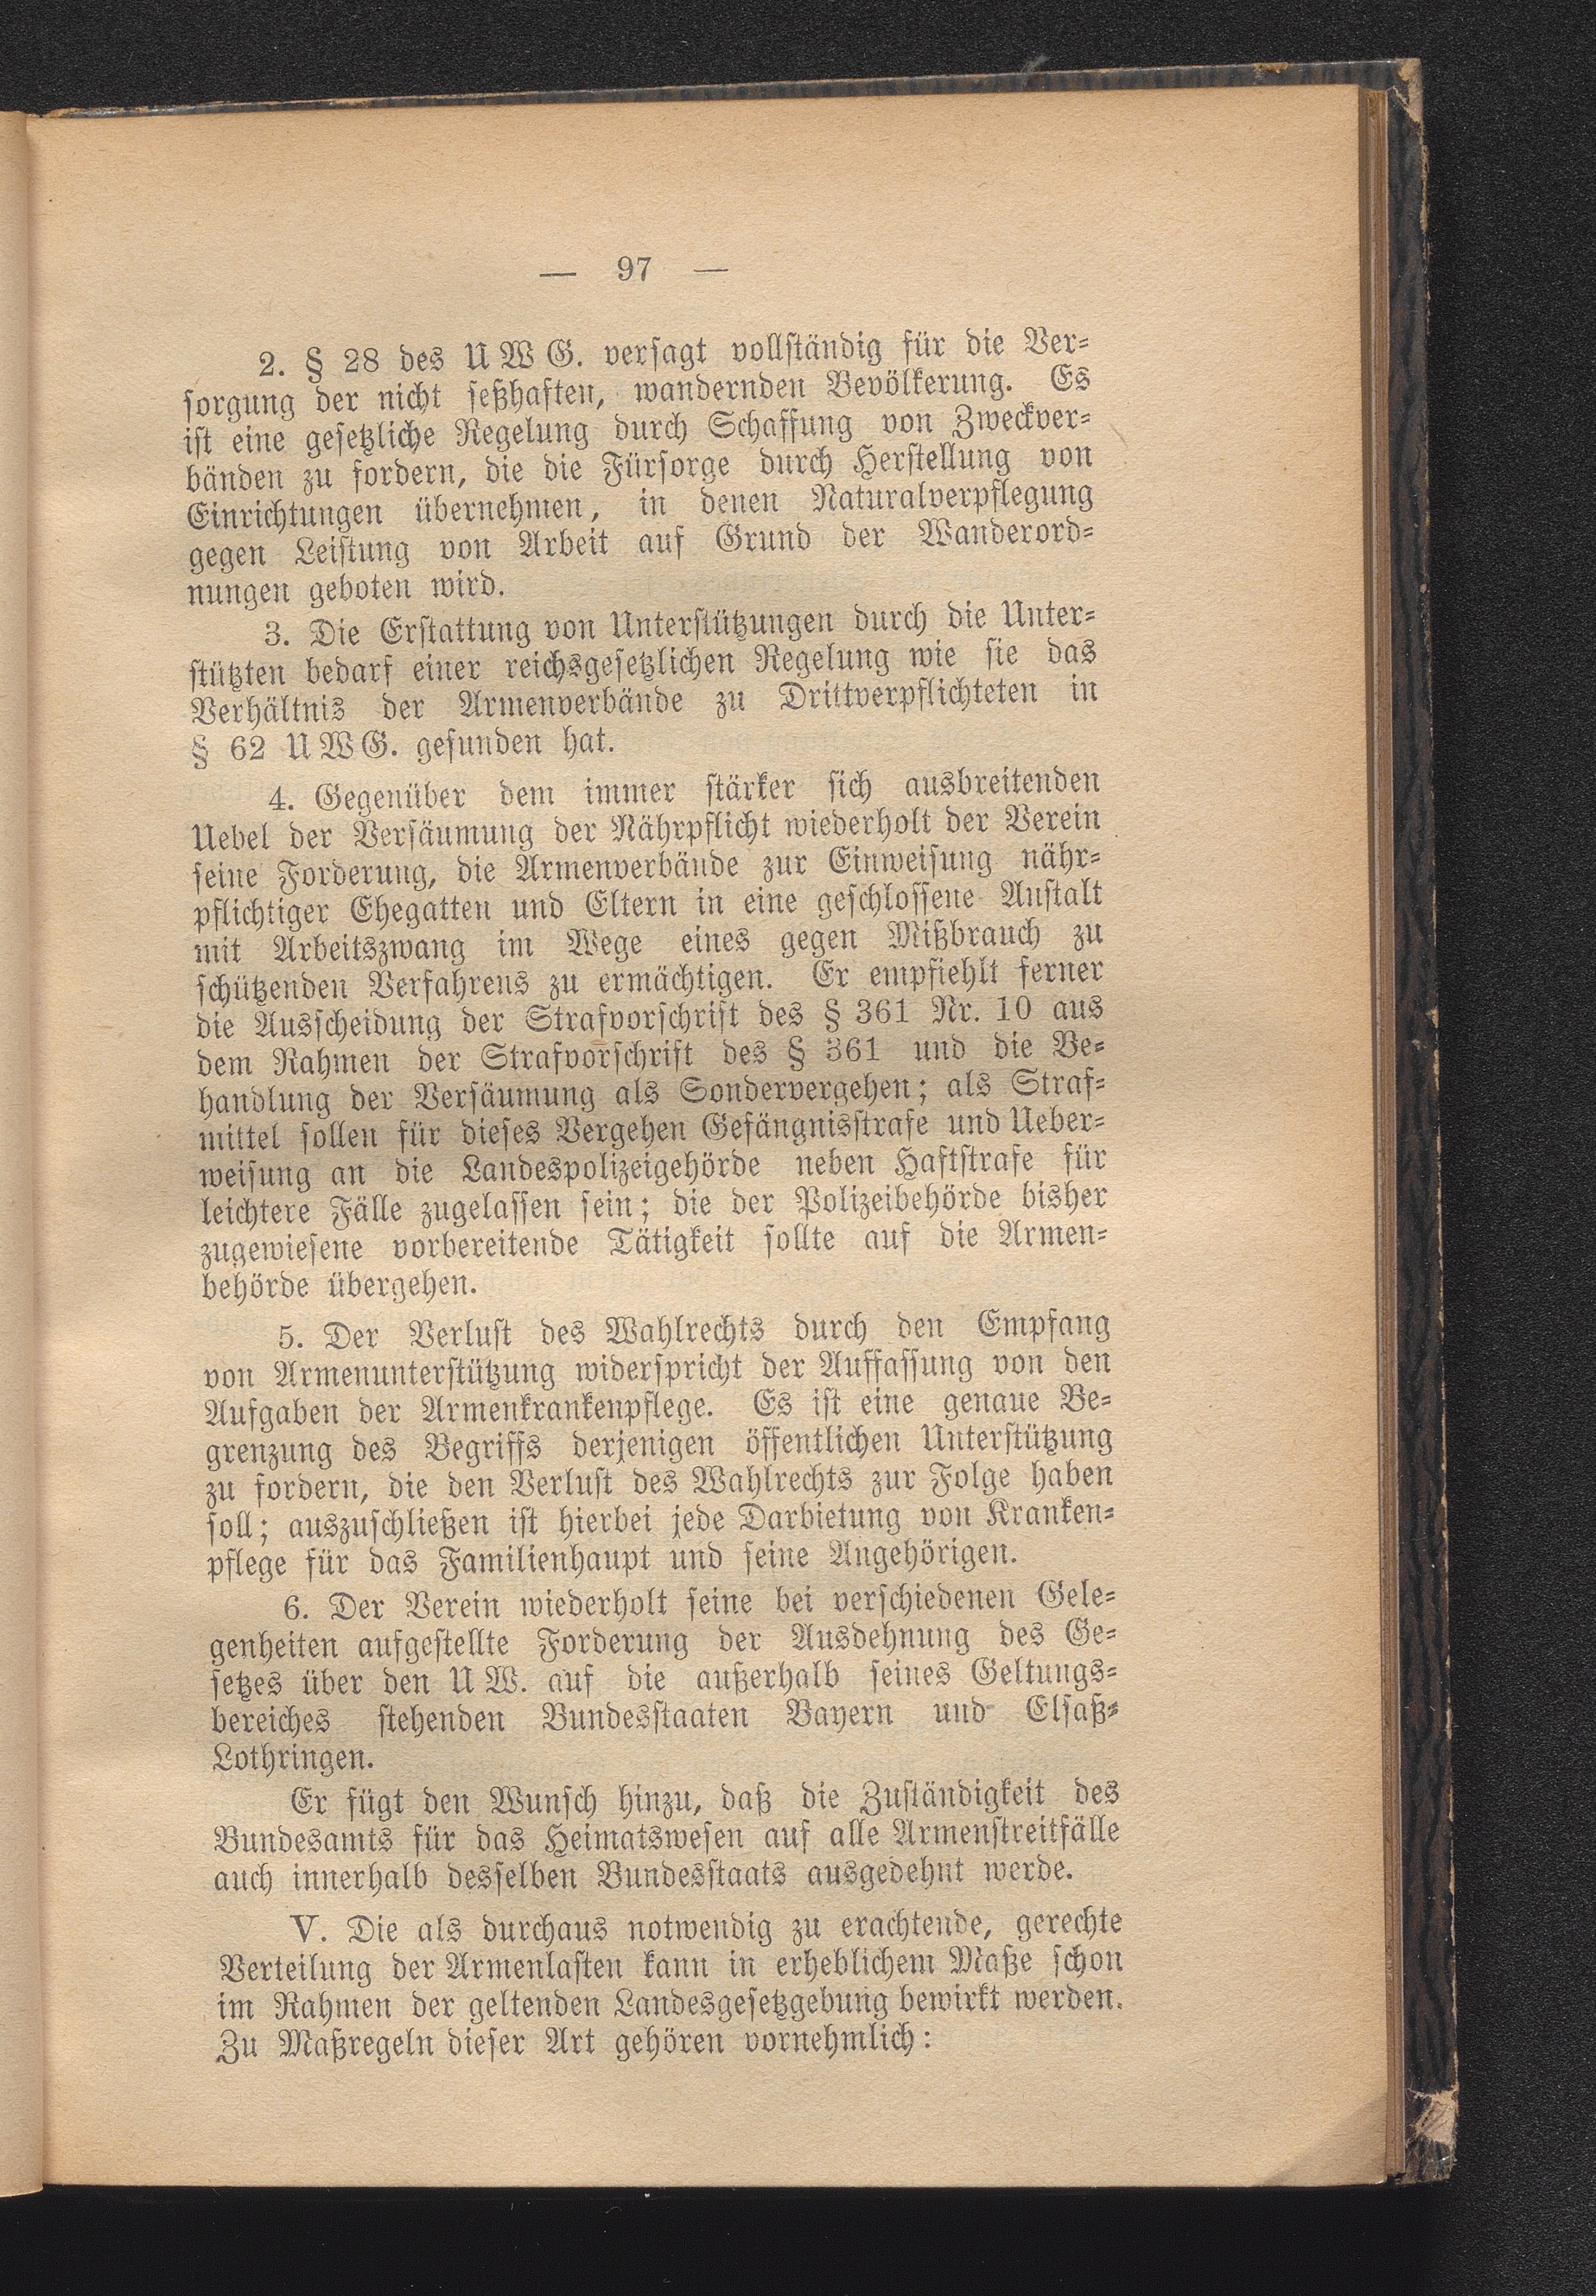 — 97 —
2. § 28 des U W G. versagt vollständig für die Ver-
sorgung der nicht seßhaften, wandernden Bevölkerung. Es
ist eine gesetzliche Regelung durch Schaffung von Zweckver-
bänden zu fordern, die die Fürsorge durch Herstellung von
Einrichtungen übernehmen, in denen Naturalverpflegung
gegen Leistung von Arbeit auf Grund der Wanderord-
nungen geboten wird.
3. Die Erstattung von Unterstützungen durch die Unter-
stützten bedarf einer reichsgesetzlichen Regelung wie sie das
Verhältnis der Armenverbände zu Drittverpflichteten in
§ 62 U W G. gefunden hat.
4. Gegenüber dem immer stärker sich ausbreitenden
Uebel der Versäumung der Nährpflicht wiederholt der Verein
seine Forderung, die Armenverbände zur Einweisung nähr-
pflichtiger Ehegatten und Eltern in eine geschlossene Anstalt
mit Arbeitszwang im Wege eines gegen Mißbrauch zu
schützenden Verfahrens zu ermächtigen. Er empfiehlt ferner
die Ausscheidung der Strafvorschrift des § 361 Nr. 10 aus
dem Rahmen der Strafvorschrift des § 361 und die Be-
handlung der Versäumung als Sondervergehen; als Straf-
mittel sollen für dieses Vergehen Gefängnisstrafe und Ueber-
weisung an die Landespolizeigehörde neben Haftstrafe für
leichtere Fälle zugelassen sein; die der Polizeibehörde bisher
zugewiesene vorbereitende Tätigkeit sollte auf die Armen-
behörde übergehen.
5. Der Verlust des Wahlrechts durch den Empfang
von Armenunterstützung widerspricht der Auffassung von den
Aufgaben der Armenkrankenpflege. Es ist eine genaue Be-
grenzung des Begriffs derjenigen öffentlichen Unterstützung
zu fordern, die den Verlust des Wahlrechts zur Folge haben
soll; auszuschließen ist hierbei jede Darbietung von Kranken-
pflege für das Familienhaupt und seine Angehörigen.
6. Der Verein wiederholt seine bei verschiedenen Gele-
genheiten aufgestellte Forderung der Ausdehnung des Ge-
setzes über den U W. auf die außerhalb seines Geltungs-
bereiches stehenden Bundesstaaten Bayern und Elsaß-
Lothringen.
Er fügt den Wunsch hinzu, daß die Zuständigkeit des
Bundesamts für das Heimatswesen auf alle Armenstreitfälle
auch innerhalb desselben Bundesstaats ausgedehnt werde.
V. Die als durchaus notwendig zu erachtende, gerechte
Verteilung der Armenlasten kann in erheblichem Maße schon
im Rahmen der geltenden Landesgesetzgebung bewirkt werden.
Zu Maßregeln dieser Art gehören vornehmlich: